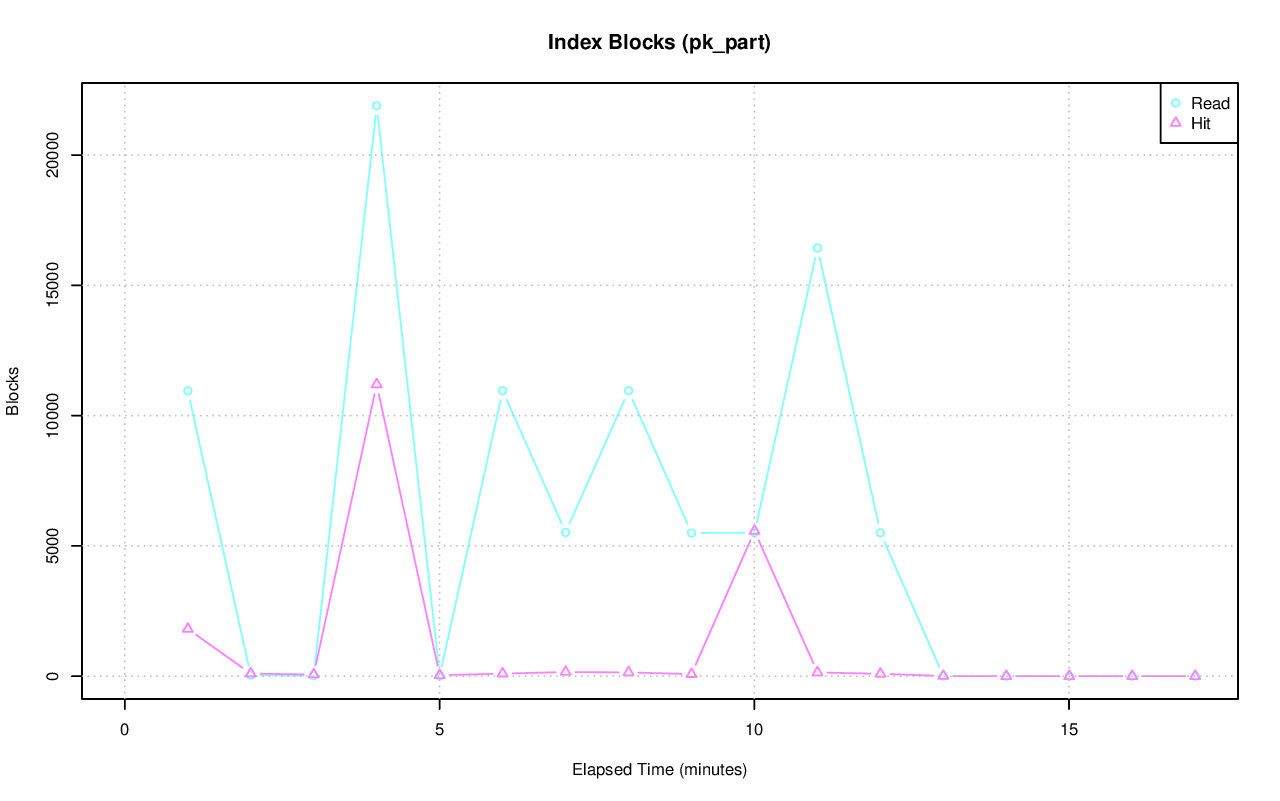 Index Blocks (pk_part)
Read
Hit
Blocks
20000
15000
10000
5000
0
0 5 10 15
Elapsed Time (minutes)